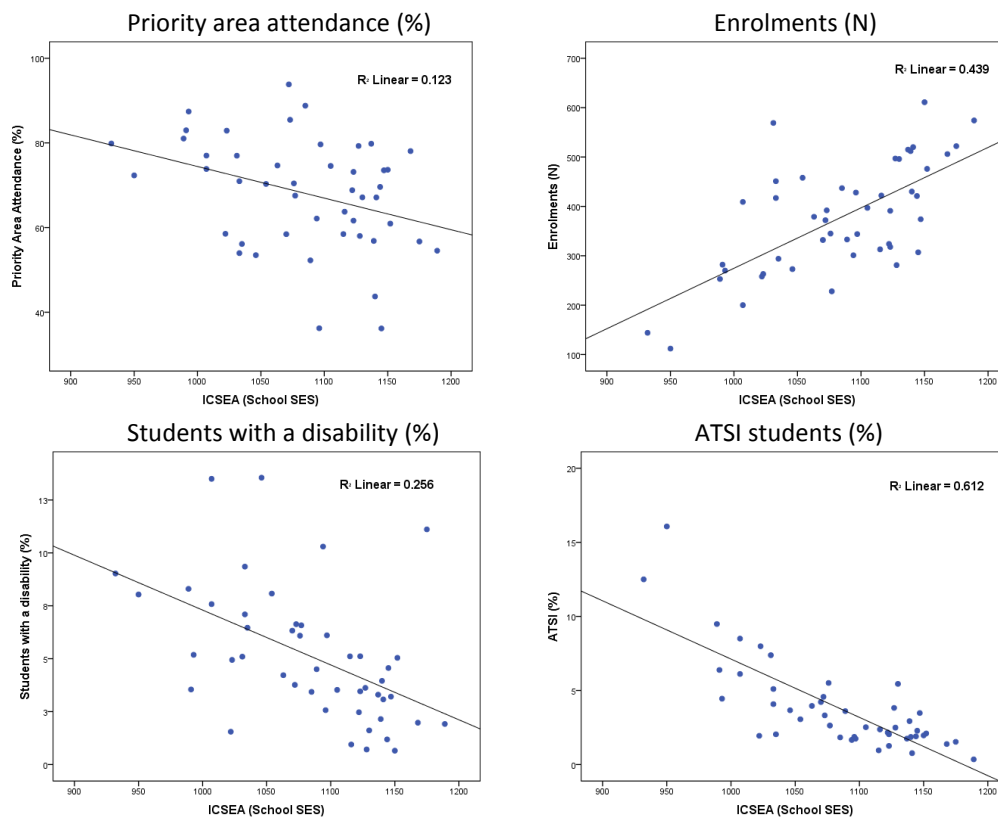 Priority area attendance (%)
R² Linear = 0.123
Priority Area Attendance (%)
100
80
60
40
900 950 1000 1050 1100 1150 1200
ICSEA (School SES)
Enrolments (N)
R² Linear = 0.439
Enrolments (N)
700
600
500
400
300
200
100
900 950 1000 1050 1100 1150 1200
ICSEA (School SES)
Students with a disability (%)
R² Linear = 0.256
Students with a disability (%)
13
10
8
5
3
0
900 950 1000 1050 1100 1150 1200
ICSEA (School SES)
ATSI students (%)
R² Linear = 0.612
ATSI (%)
20
15
10
5
0
900 950 1000 1050 1100 1150 1200
ICSEA (School SES)